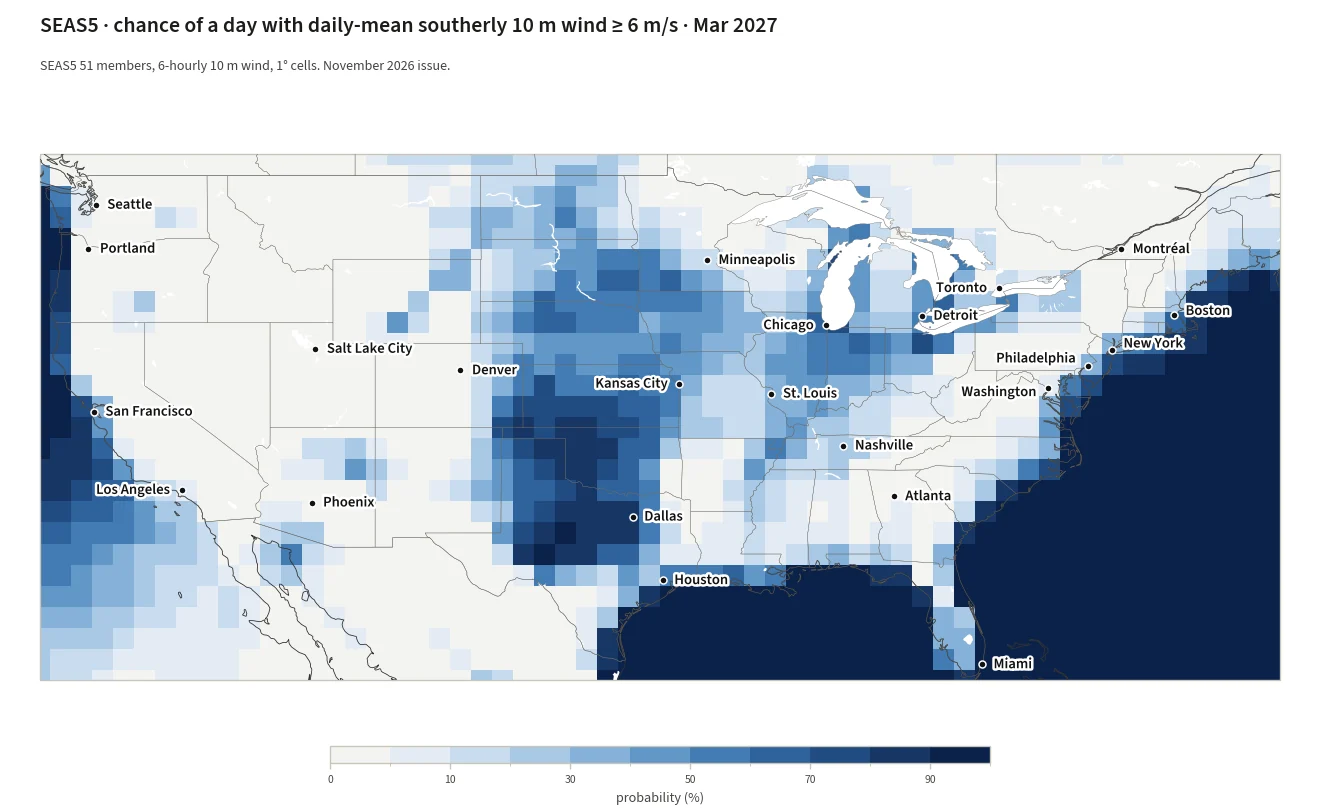 SEAS5 · chance of a day with daily-mean southerly 10 m wind ≥ 6 m/s · Mar 2027
SEAS5 51 members, 6-hourly 10 m wind, 1° cells. November 2026 issue.
Seattle
Portland
Montréal
Minneapolis
Toronto
Boston
Detroit
Chicago
New York
Salt Lake City
Philadelphia
Denver
Kansas City
Washington
St. Louis
San Francisco
Nashville
Los Angeles
Phoenix
Atlanta
Dallas
Houston
Miami
0 10 30 50 70 90
probability (%)